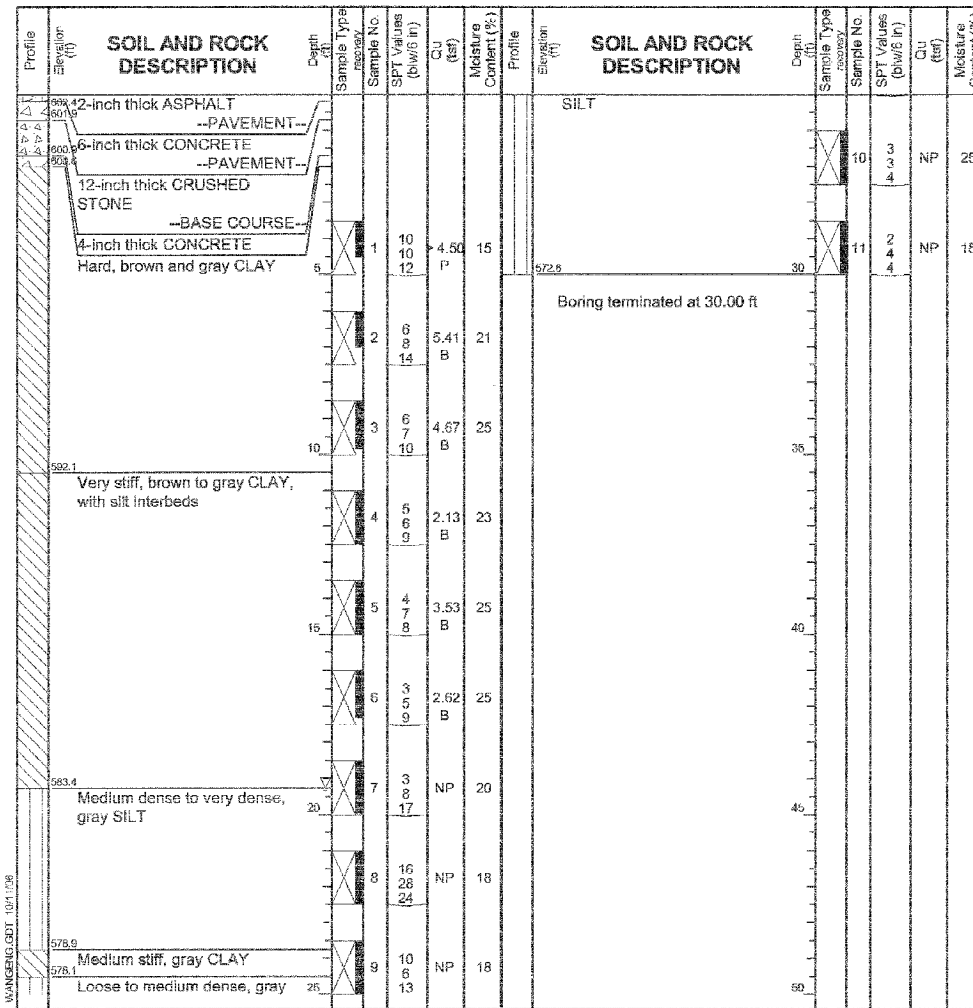 Profile
Elevation
(ft)
SOIL AND ROCK
DESCRIPTION
Depth
(ft)
Sample Type
recovery
Sample No.
SPT Values
(blw/6 in)
Qu
(tsf)
Moisture
Content (%)
Profile
Elevation
(ft)
SOIL AND ROCK
DESCRIPTION
Depth
(ft)
Sample Type
recovery
Sample No.
SPT Values
(blw/6 in)
Qu
(tsf)
Moisture
2-inch thick ASPHALT
601.9
--PAVEMENT--
6-inch thick CONCRETE
--PAVEMENT--
12-inch thick CRUSHED
STONE
--BASE COURSE--
4-inch thick CONCRETE
Hard, brown and gray CLAY
5
1
10
10
12
4.50
P
15
2
6
8
14
5.41
B
21
3
6
7
10
4.67
B
25
10
592.1
Very stiff, brown to gray CLAY,
with silt interbeds
4
5
6
9
2.13
B
23
5
4
7
8
3.53
B
25
15
6
3
5
9
2.62
B
25
583.4
Medium dense to very dense,
gray SILT
20
7
3
8
17
NP
20
8
16
28
24
NP
18
578.9
Medium stiff, gray CLAY
578.1
Loose to medium dense, gray
25
9
10
6
13
NP
18
SILT
10
3
3
4
NP
25
11
2
4
4
NP
572.6
30
Boring terminated at 30.00 ft
35
40
45
50
WANGENG.GDT 10/11/06